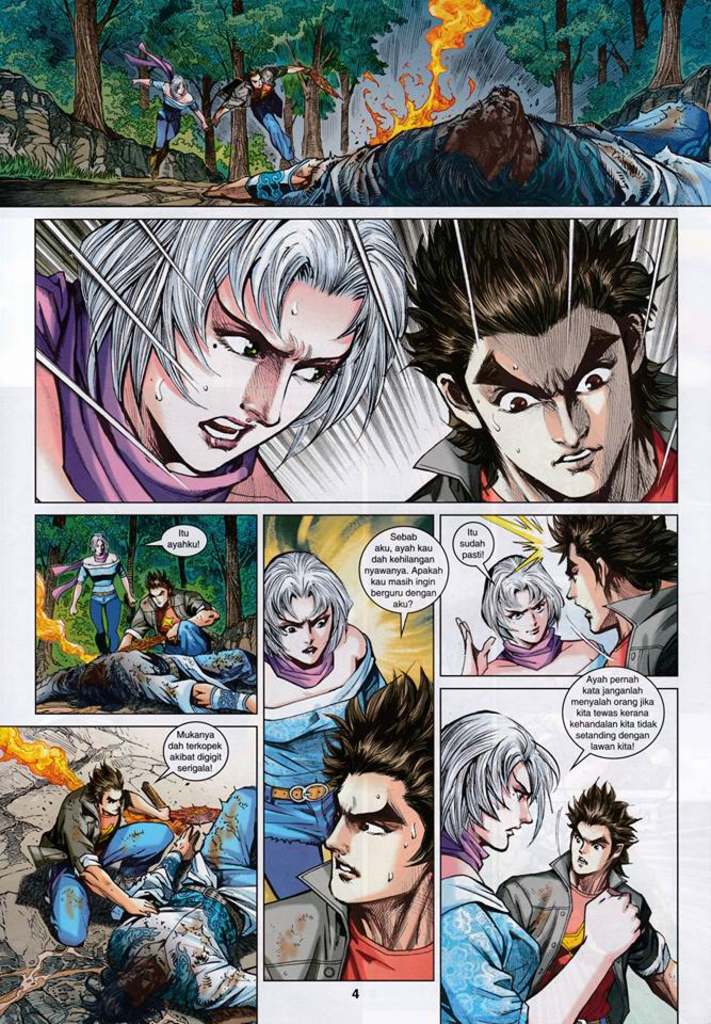 Itu
ayahku!
Mukanya
dah terkopek
akibat digigit
serigala!
Sebab
aku, ayah kau
dah kehilangan
nyawanya. Apakah
kau masih ingin
berguru dengan
aku?
Itu
sudah
pasti!
Ayah pernah
kata janganlah
menyalah orang jika
kita tewas kerana
kehandalan kita tidak
setanding dengan
lawan kita!
4